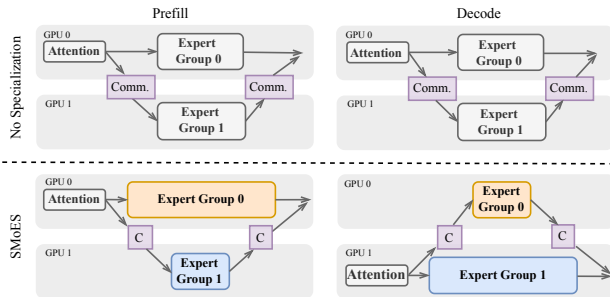 Prefill
Decode
No Specialization
GPU 0
Attention
Expert
Group 0
Comm.
Comm.
GPU 1
Expert
Group 1
GPU 0
Attention
Expert
Group 0
Comm.
Comm.
GPU 1
Expert
Group 1
SMoES
GPU 0
Attention
Expert Group 0
C
C
GPU 1
Expert
Group 1
GPU 0
Expert
Group 0
C
C
GPU 1
Attention
Expert Group 1